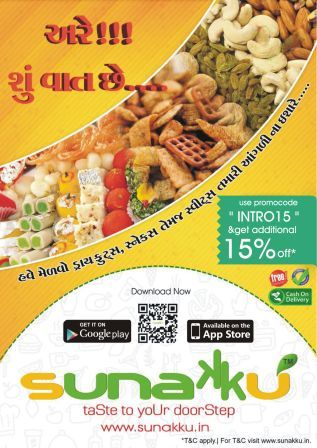 અરે!!!
શું વાત છે.....
હવે મેળવો ડ્રાયફ્રુટ્સ, સ્નેકસ તેમજ સ્વીટ્સ તમારી આંગળી ના ઇશારે.....
use promocode
" INTRO15 "
&get additional
15% off*
free
Cash On
Delivery
Download Now
GET IT ON
Google play
Available on the
App Store
sunakku TM
taSte to yoUr doorStep
www.sunakku.in
*T&C apply.| For T&C visit www.sunakku.in.